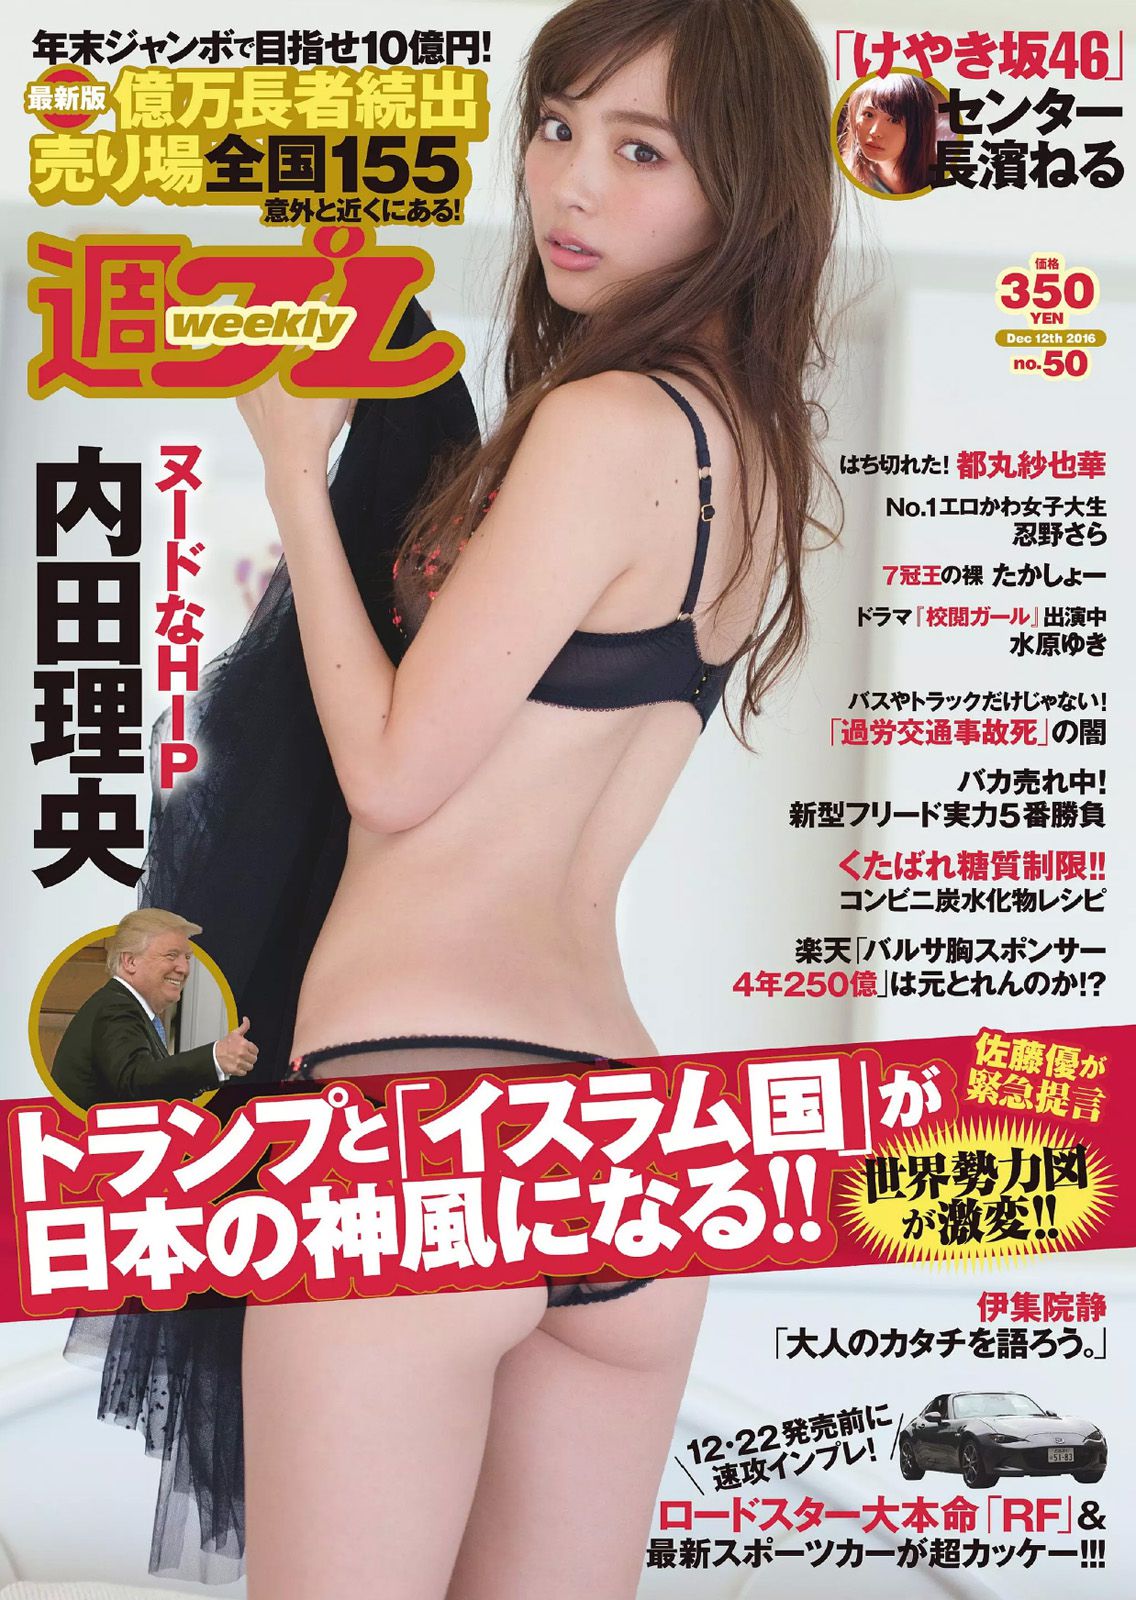 年末ジャンボで目指せ10億円!
最新版 億万長者続出
売り場全国155
意外と近くにある!
週プレ
weekly
「けやき坂46」
センター
長濱ねる
価格
350
YEN
Dec 12th 2016
no.50
ヌードなHIP
内田理央
はち切れた! 都丸紗也華
No.1エロかわ女子大生
忍野さら
7冠王の裸 たかしょー
ドラマ『校閲ガール』出演中
水原ゆき
バスやトラックだけじゃない!
「過労交通事故死」の闇
バカ売れ中!
新型フリード実力5番勝負
くたばれ糖質制限!!
コンビニ炭水化物レシピ
楽天「バルサ胸スポンサー
4年250億」は元とれんのか!?
佐藤優が
緊急提言
トランプと「イスラム国」が
日本の神風になる!!
世界勢力図
が激変!!
伊集院静
「大人のカタチを語ろう。」
12・22発売前に
速攻インプレ!
51-83
ロードスター大本命「RF」&
最新スポーツカーが超カッケー!!!